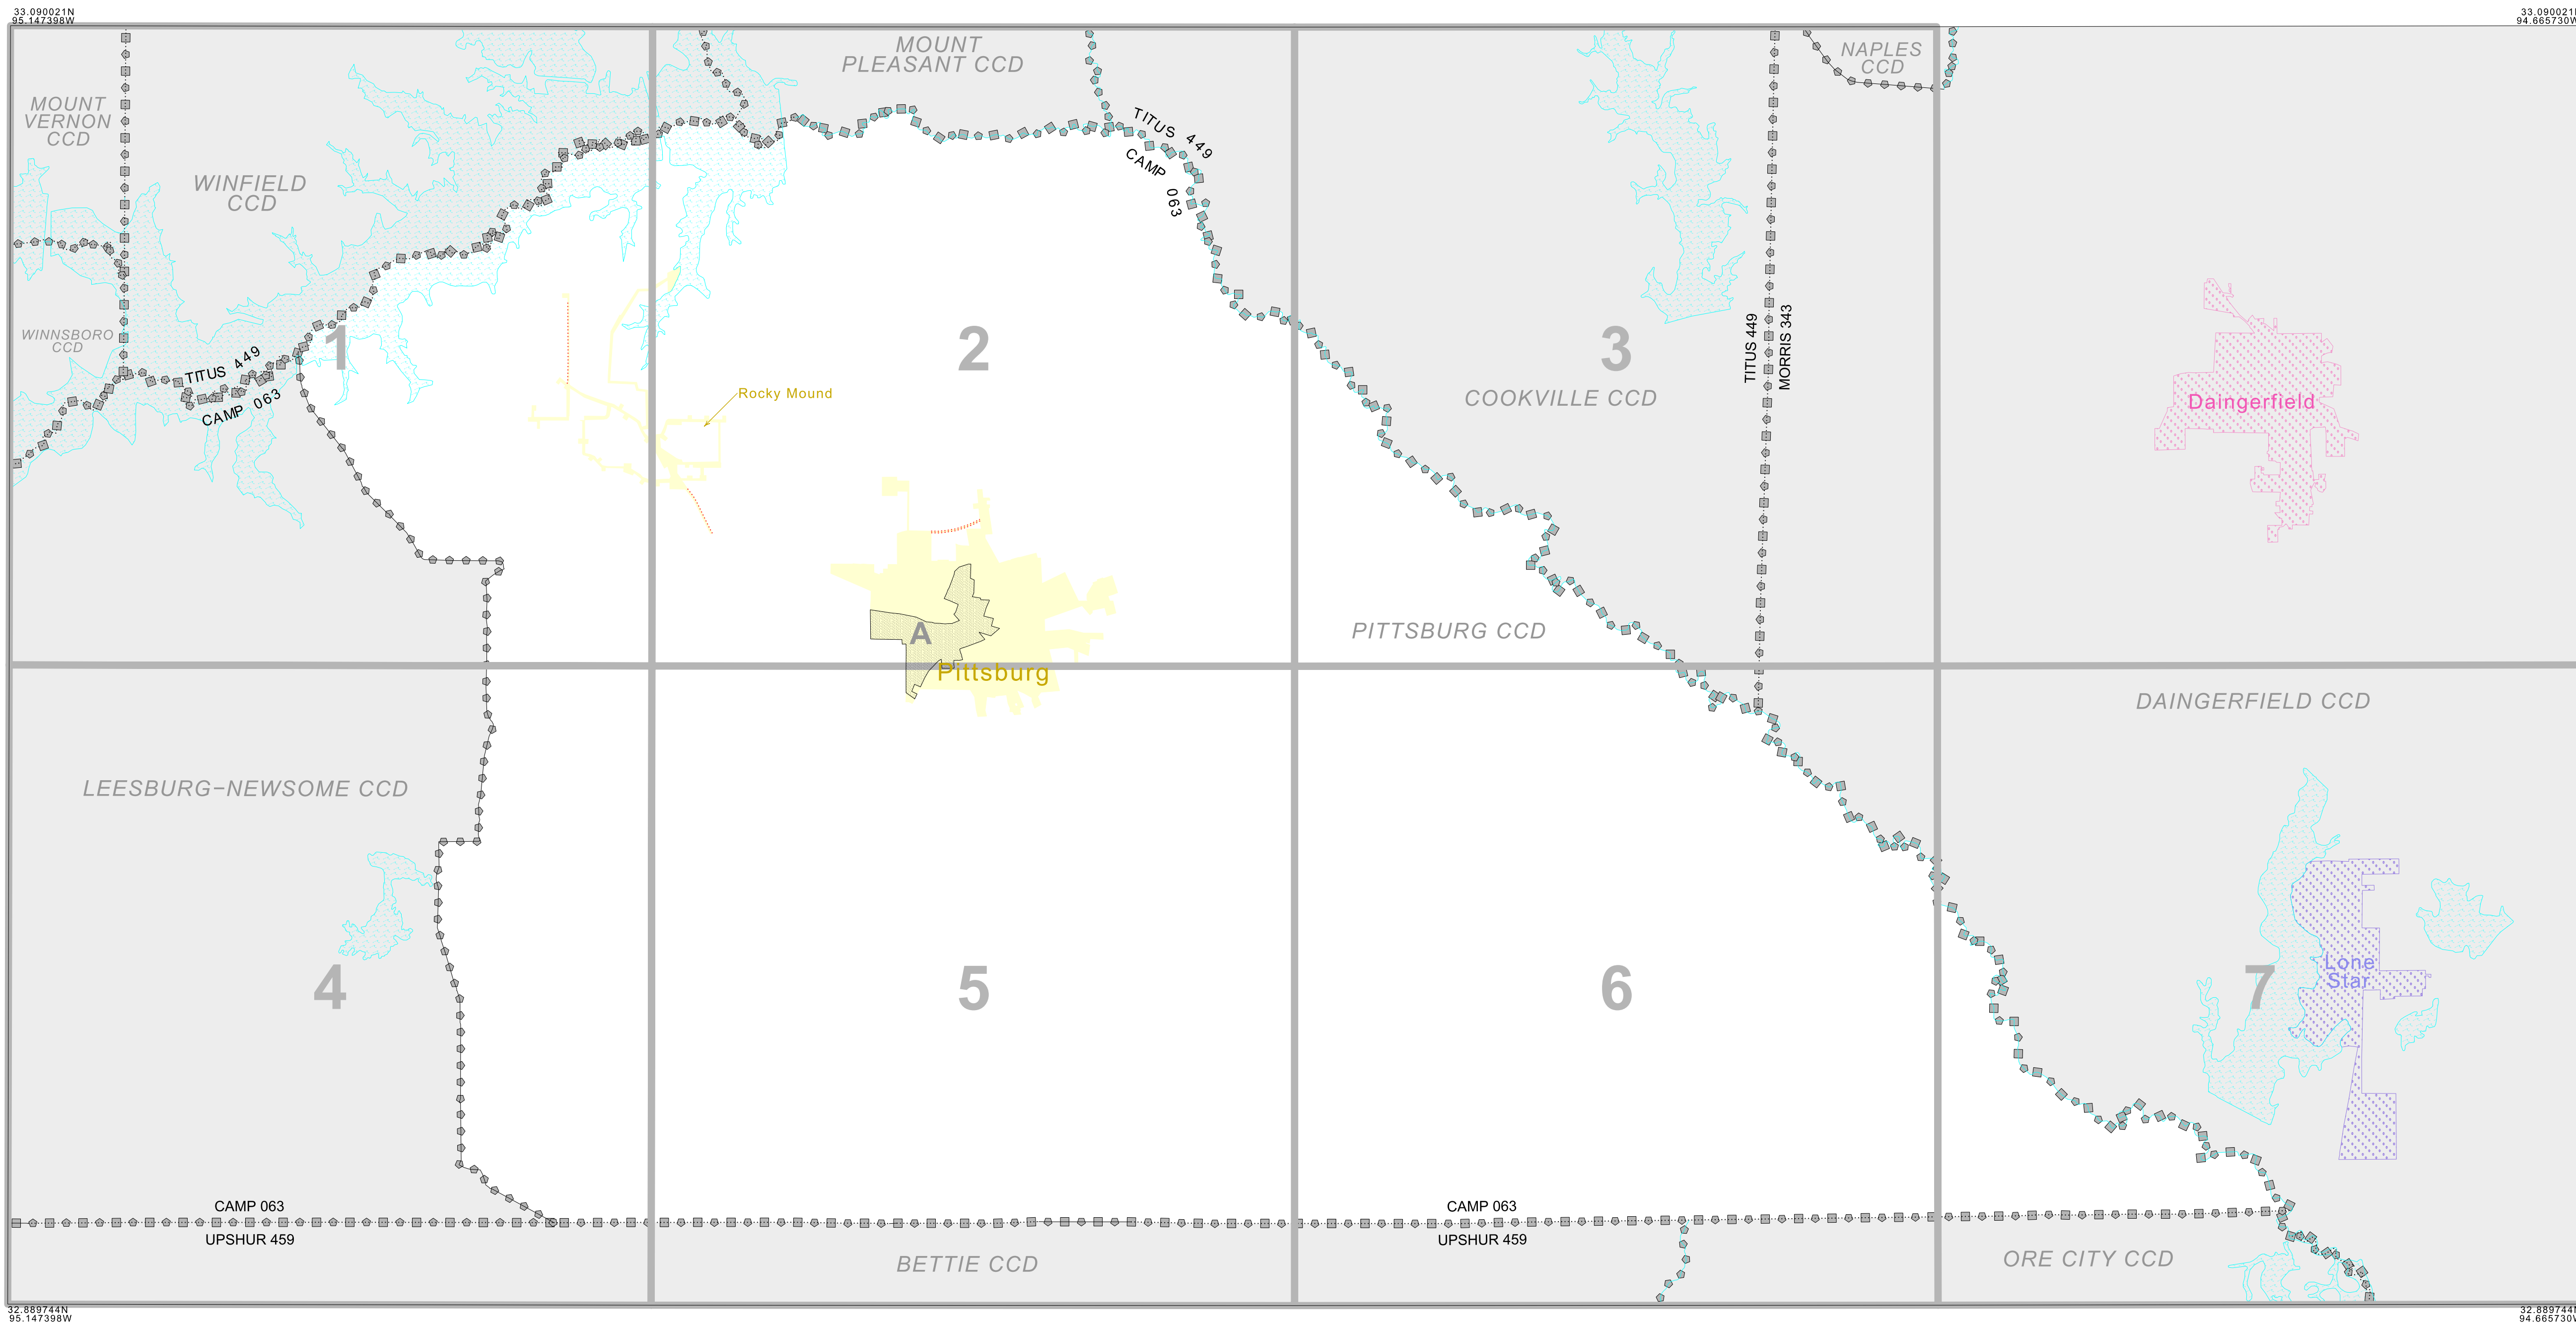 33.090021N
95.147398W
33.090021N
94.665730W
MOUNT
PLEASANT CCD
NAPLES
CCD
MOUNT
VERNON
CCD
WINFIELD
CCD
TITUS 449
CAMP 063
WINNSBORO
CCD
1
2
3
TITUS 449
MORRIS 343
TITUS 449
CAMP 063
Rocky Mound
COOKVILLE CCD
Daingerfield
A
PITTSBURG CCD
Pittsburg
DAINGERFIELD CCD
LEESBURG-NEWSOME CCD
4
5
6
7
Lone
Star
CAMP 063
UPSHUR 459
CAMP 063
UPSHUR 459
BETTIE CCD
ORE CITY CCD
32.889744N
95.147398W
32.889744N
94.665730W